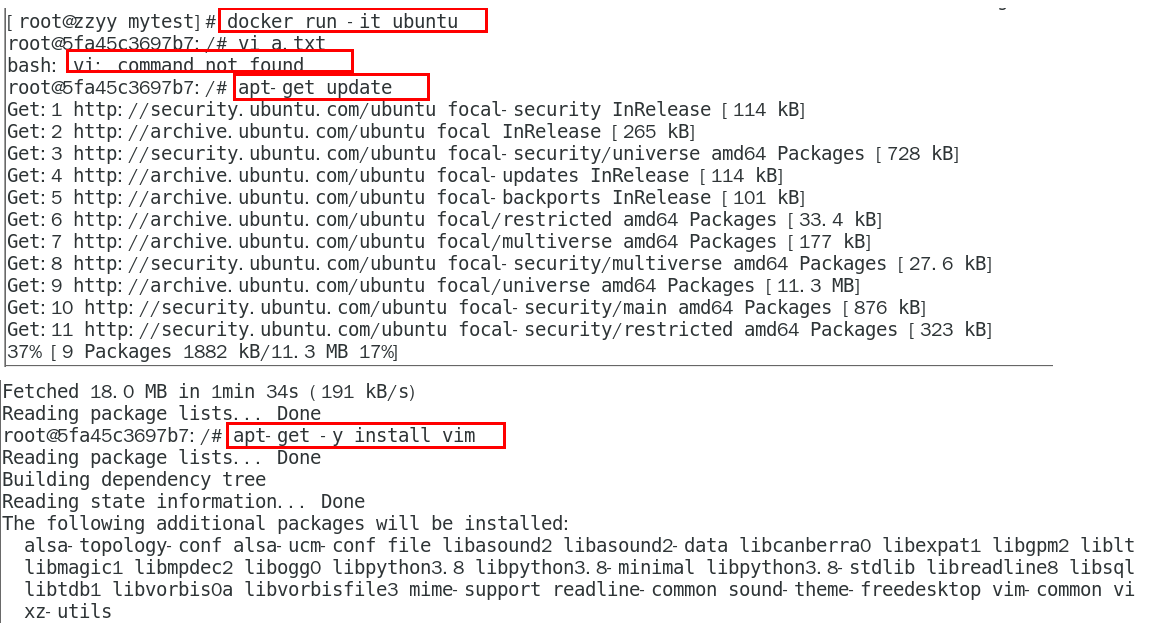 [root@zzyy mytest]# docker run -it ubuntu
root@5fa45c3697b7:/# vi a.txt
bash: vi: command not found
root@5fa45c3697b7:/# apt-get update
Get:1 http://security.ubuntu.com/ubuntu focal-security InRelease [114 kB]
Get:2 http://archive.ubuntu.com/ubuntu focal InRelease [265 kB]
Get:3 http://security.ubuntu.com/ubuntu focal-security/universe amd64 Packages [728 kB]
Get:4 http://archive.ubuntu.com/ubuntu focal-updates InRelease [114 kB]
Get:5 http://archive.ubuntu.com/ubuntu focal-backports InRelease [101 kB]
Get:6 http://archive.ubuntu.com/ubuntu focal/restricted amd64 Packages [33.4 kB]
Get:7 http://archive.ubuntu.com/ubuntu focal/multiverse amd64 Packages [177 kB]
Get:8 http://security.ubuntu.com/ubuntu focal-security/multiverse amd64 Packages [27.6 kB]
Get:9 http://archive.ubuntu.com/ubuntu focal/universe amd64 Packages [11.3 MB]
Get:10 http://security.ubuntu.com/ubuntu focal-security/main amd64 Packages [876 kB]
Get:11 http://security.ubuntu.com/ubuntu focal-security/restricted amd64 Packages [323 kB]
37% [9 Packages 1882 kB/11.3 MB 17%]
Fetched 18.0 MB in 1min 34s (191 kB/s)
Reading package lists... Done
root@5fa45c3697b7:/# apt-get -y install vim
Reading package lists... Done
Building dependency tree
Reading state information... Done
The following additional packages will be installed:
alsa-topology-conf alsa-ucm-conf file libasound2 libasound2-data libcanberra0 libexpat1 libgpm2 liblt
libmagic1 libmpdec2 libogg0 libpython3.8 libpython3.8-minimal libpython3.8-stdlib libreadline8 libsql
libtdb1 libvorbis0a libvorbisfile3 mime-support readline-common sound-theme-freedesktop vim-common vi
xz-utils